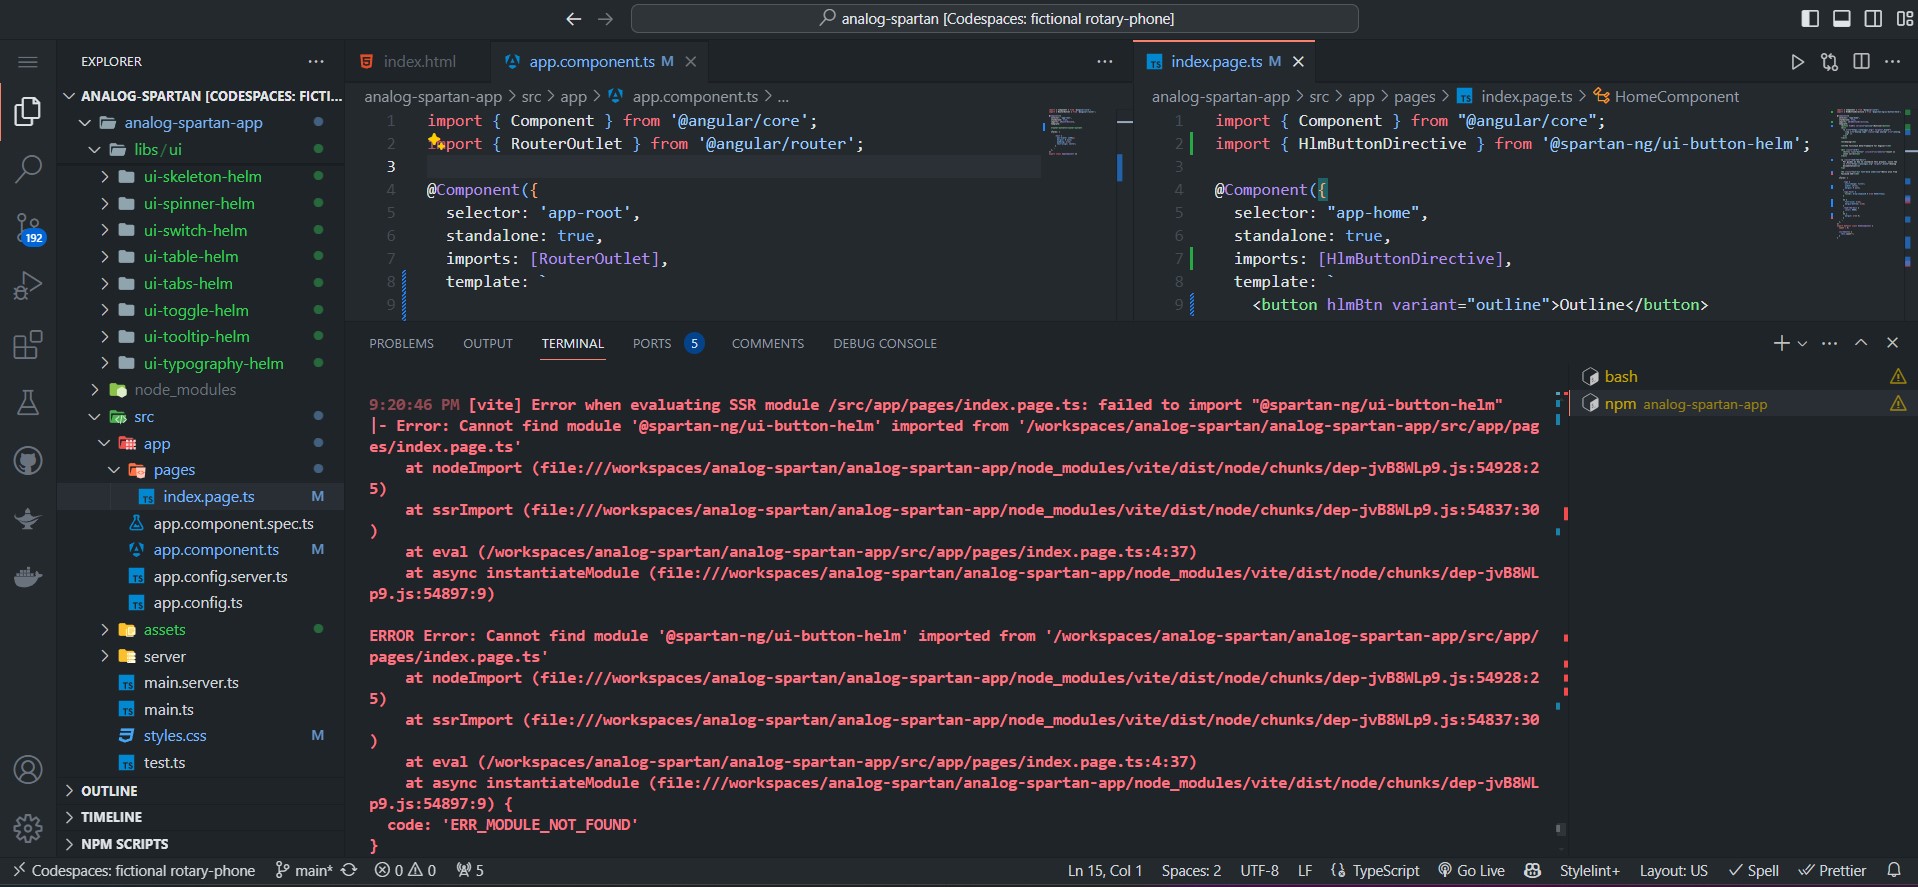 analog-spartan [Codespaces: fictional rotary-phone]
EXPLORER
ANALOG-SPARTAN [CODESPACES: FICTI...
analog-spartan-app
libs/ui
ui-skeleton-helm
ui-spinner-helm
ui-switch-helm
ui-table-helm
ui-tabs-helm
ui-toggle-helm
ui-tooltip-helm
ui-typography-helm
node_modules
src
app
pages
index.page.ts M
app.component.spec.ts
app.component.ts M
app.config.server.ts
app.config.ts
assets
server
main.server.ts
main.ts
styles.css M
test.ts
OUTLINE
TIMELINE
NPM SCRIPTS
192
index.html
app.component.ts M
analog-spartan-app > src > app > app.component.ts > ...
1 import { Component } from '@angular/core';
2 import { RouterOutlet } from '@angular/router';
3
4 @Component({
5 selector: 'app-root',
6 standalone: true,
7 imports: [RouterOutlet],
8 template: `
9
index.page.ts M
analog-spartan-app > src > app > pages > index.page.ts > HomeComponent
1 import { Component } from "@angular/core";
2 import { HlmButtonDirective } from '@spartan-ng/ui-button-helm';
3
4 @Component({
5 selector: "app-home",
6 standalone: true,
7 imports: [HlmButtonDirective],
8 template: `
9 <button hlmBtn variant="outline">Outline</button>
PROBLEMS OUTPUT TERMINAL PORTS 5 COMMENTS DEBUG CONSOLE
9:20:46 PM [vite] Error when evaluating SSR module /src/app/pages/index.page.ts: failed to import "@spartan-ng/ui-button-helm"
|- Error: Cannot find module '@spartan-ng/ui-button-helm' imported from '/workspaces/analog-spartan/analog-spartan-app/src/app/pag
es/index.page.ts'
at nodeImport (file:///workspaces/analog-spartan/analog-spartan-app/node_modules/vite/dist/node/chunks/dep-jvB8WLp9.js:54928:2
5)
at ssrImport (file:///workspaces/analog-spartan/analog-spartan-app/node_modules/vite/dist/node/chunks/dep-jvB8WLp9.js:54837:30
)
at eval (/workspaces/analog-spartan/analog-spartan-app/src/app/pages/index.page.ts:4:37)
at async instantiateModule (file:///workspaces/analog-spartan/analog-spartan-app/node_modules/vite/dist/node/chunks/dep-jvB8WL
p9.js:54897:9)
ERROR Error: Cannot find module '@spartan-ng/ui-button-helm' imported from '/workspaces/analog-spartan/analog-spartan-app/src/app/
pages/index.page.ts'
at nodeImport (file:///workspaces/analog-spartan/analog-spartan-app/node_modules/vite/dist/node/chunks/dep-jvB8WLp9.js:54928:2
5)
at ssrImport (file:///workspaces/analog-spartan/analog-spartan-app/node_modules/vite/dist/node/chunks/dep-jvB8WLp9.js:54837:30
)
at eval (/workspaces/analog-spartan/analog-spartan-app/src/app/pages/index.page.ts:4:37)
at async instantiateModule (file:///workspaces/analog-spartan/analog-spartan-app/node_modules/vite/dist/node/chunks/dep-jvB8WL
p9.js:54897:9) {
code: 'ERR_MODULE_NOT_FOUND'
}
bash
npm analog-spartan-app
Codespaces: fictional rotary-phone main* 0 0 5 Ln 15, Col 1 Spaces: 2 UTF-8 LF {} TypeScript Go Live Stylelint+ Layout: US Spell Prettier